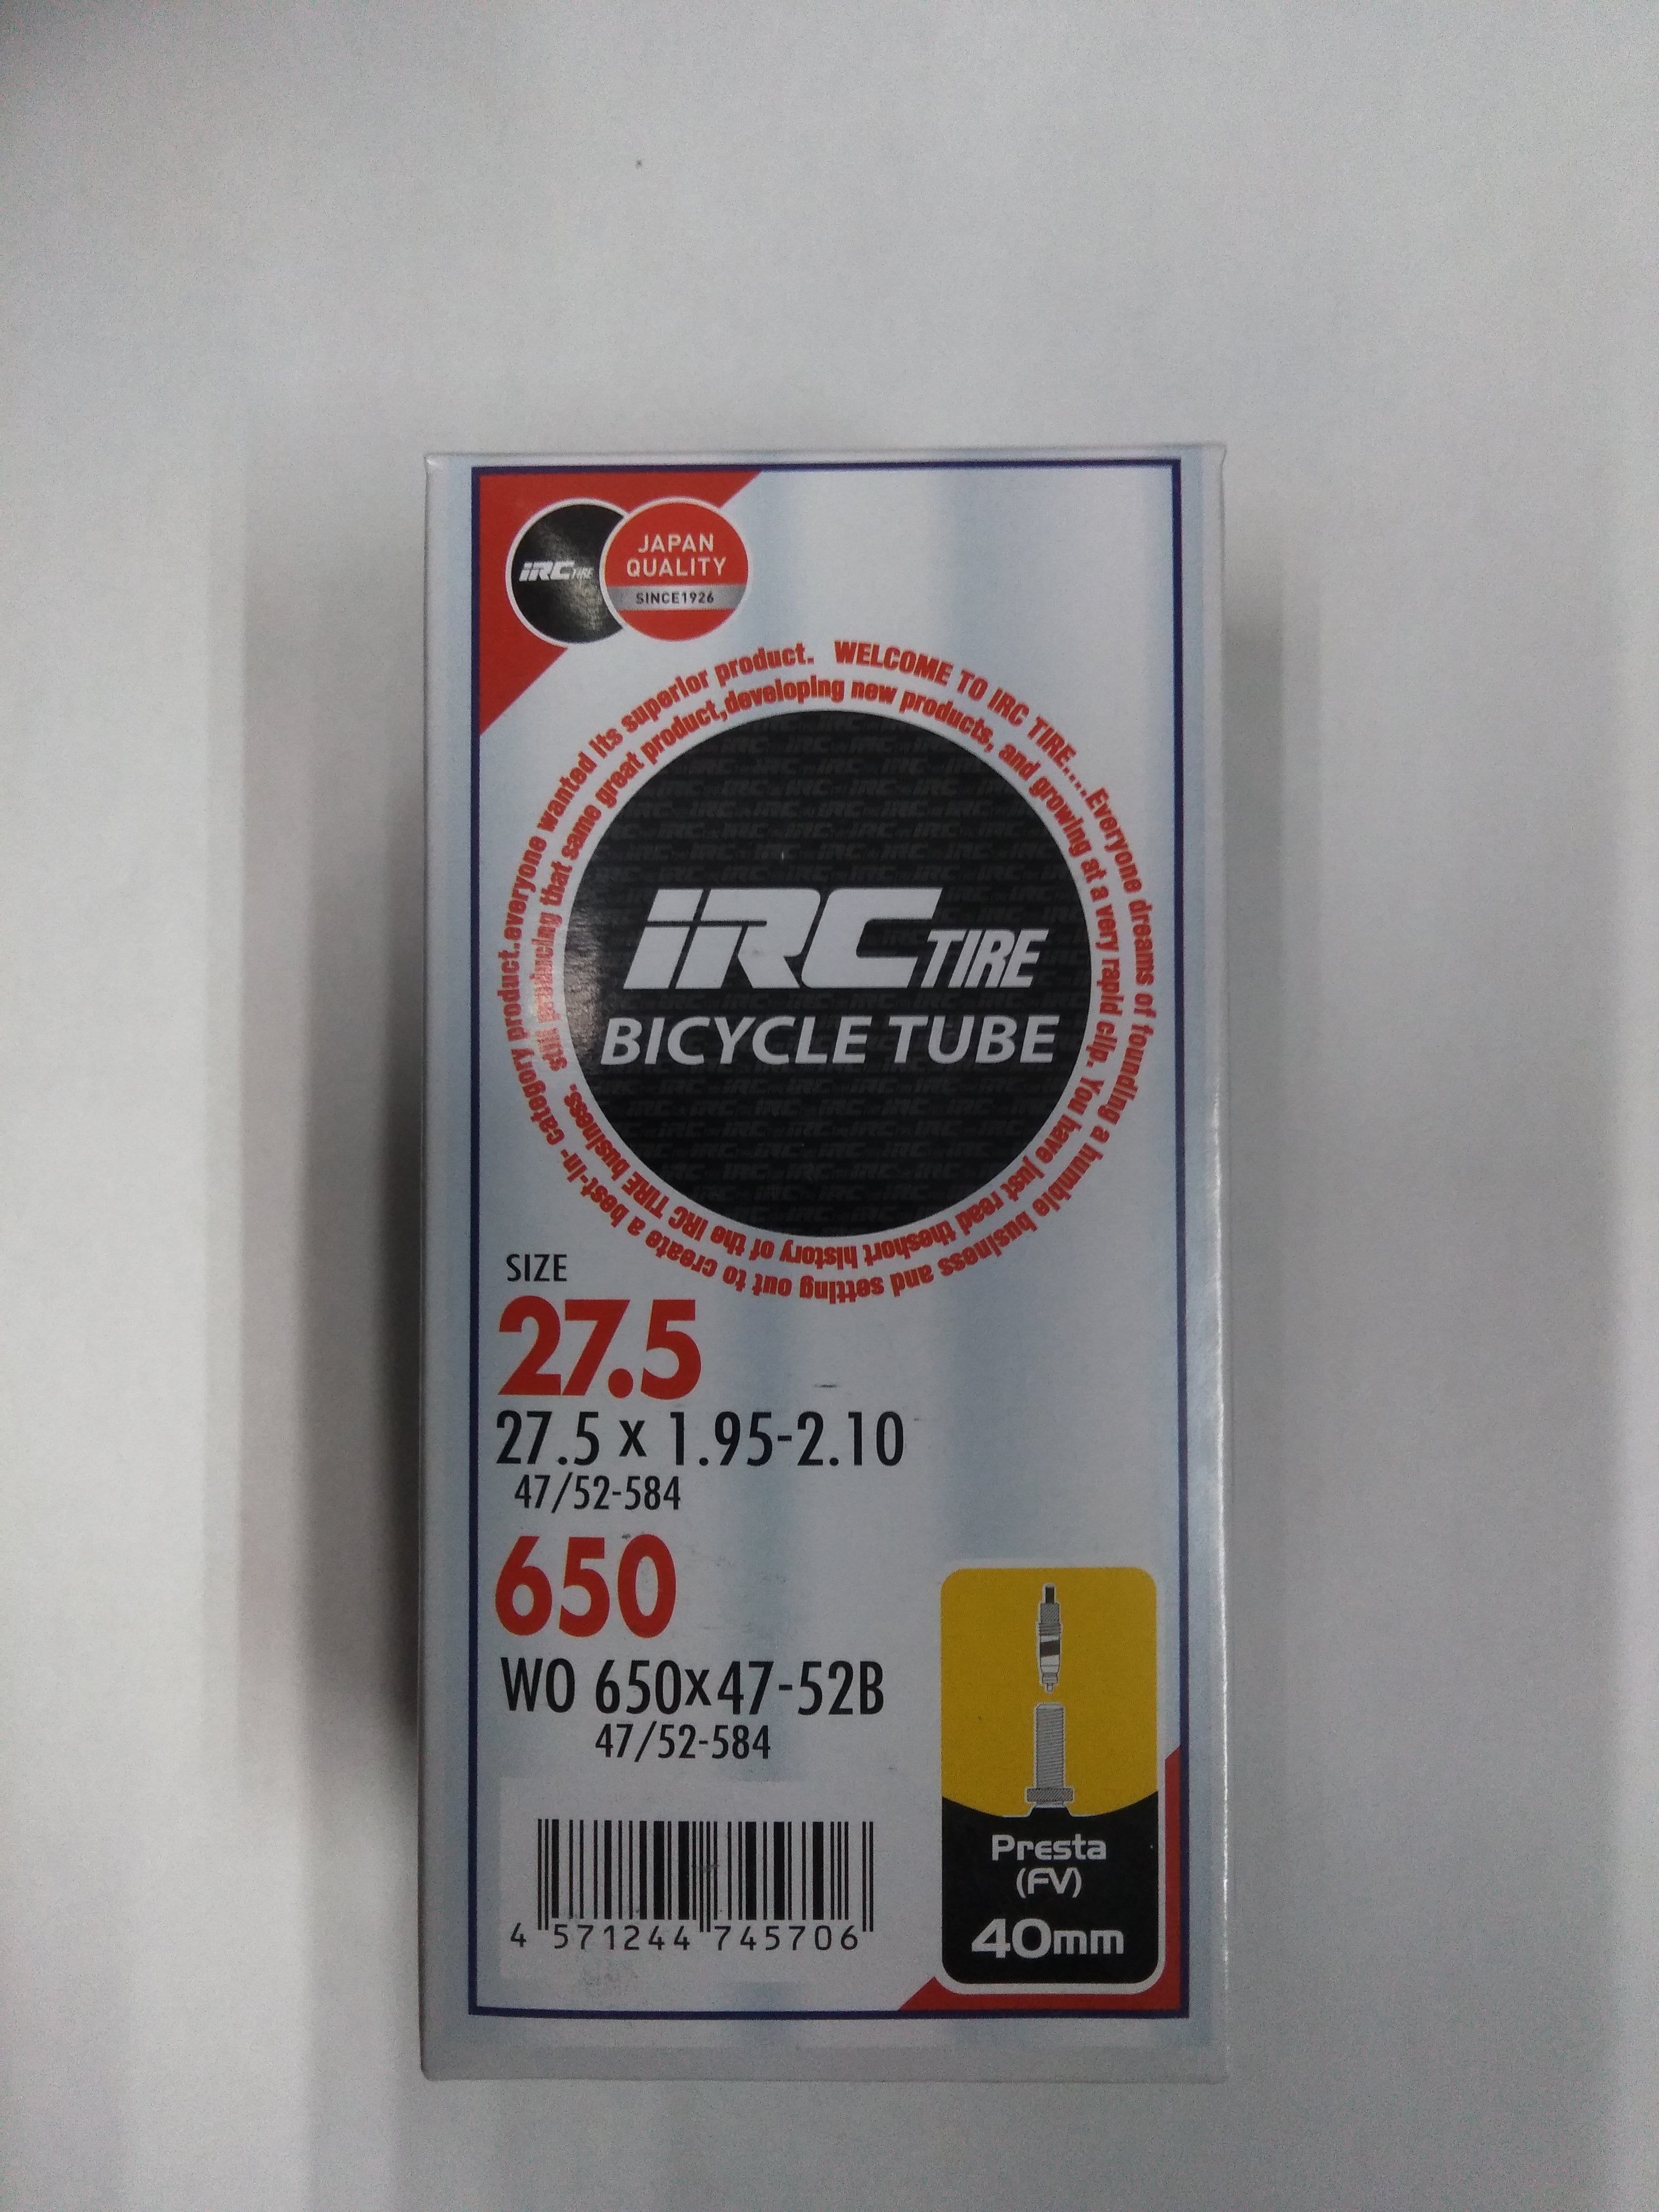 iRC TIRE
JAPAN
QUALITY
SINCE1926
WELCOME TO IRC TIRE....Everyone dreams of founding a humble business and setting out to create a best-in- category product.everyone wanted its superior product.
still producing that same great product,developing new products, and growing at a very rapid clip. You have just read theshort history of the IRC TIRE business.
iRC TIRE
BICYCLE TUBE
SIZE
27.5
27.5 x 1.95-2.10
47/52-584
650
WO 650x47-52B
47/52-584
Presta
(FV)
40mm
4 571244 745706